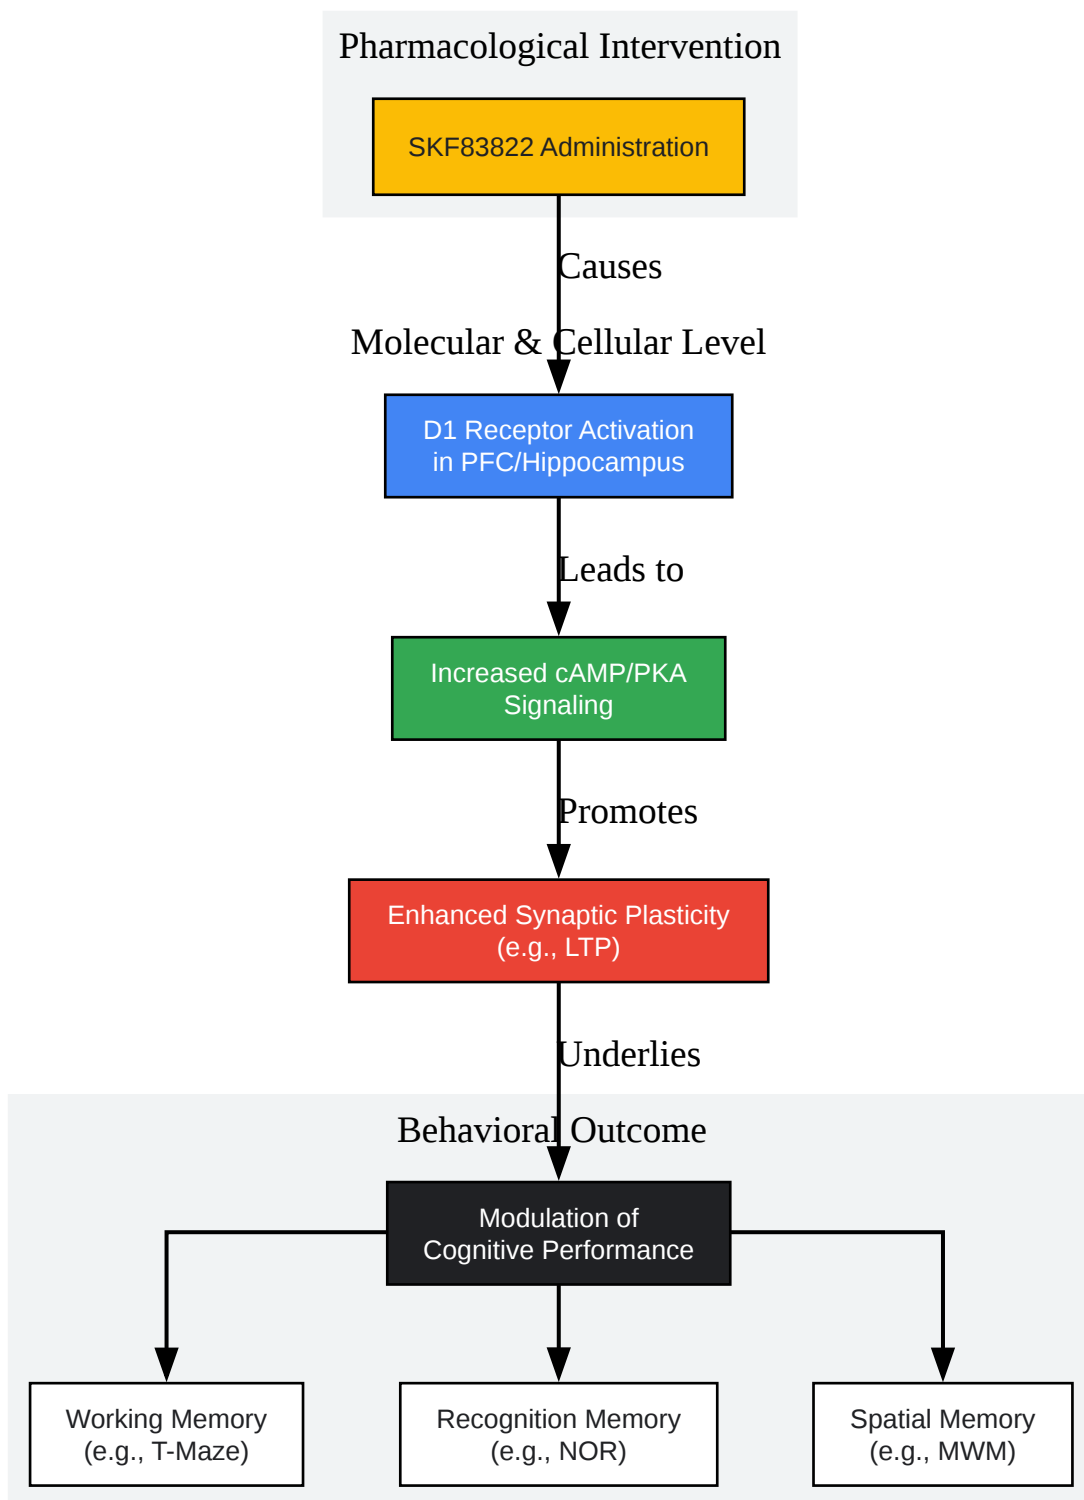 Pharmacological Intervention
SKF83822 Administration
Causes
Molecular & Cellular Level
D1 Receptor Activation
in PFC/Hippocampus
Leads to
Increased cAMP/PKA
Signaling
Promotes
Enhanced Synaptic Plasticity
(e.g., LTP)
Underlies
Behavioral Outcome
Modulation of
Cognitive Performance
Working Memory
(e.g., T-Maze)
Recognition Memory
(e.g., NOR)
Spatial Memory
(e.g., MWM)